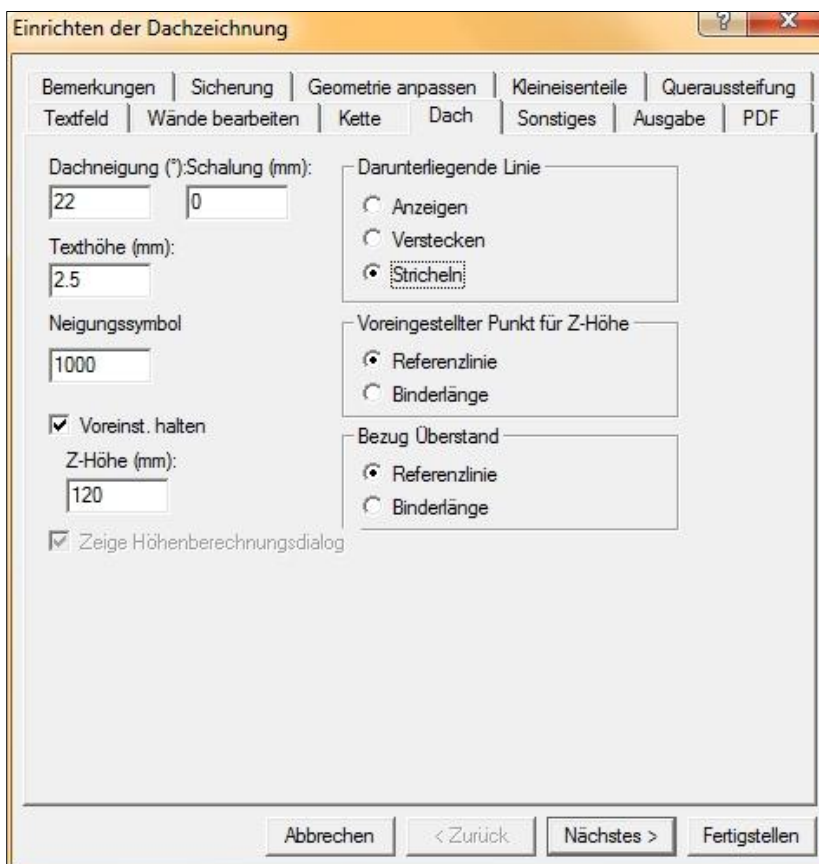 Einrichten der Dachzeichnung
? X
Bemerkungen Sicherung Geometrie anpassen Kleineisenteile Queraussteifung
Textfeld Wände bearbeiten Kette Dach Sonstiges Ausgabe PDF
Dachneigung (°):Schalung (mm):
22 0
Texthöhe (mm):
2.5
Neigungssymbol
1000
Voreinst. halten
Z-Höhe (mm):
120
Zeige Höhenberechnungsdialog
Darunterliegende Linie
Anzeigen
Verstecken
Stricheln
Voreingestellter Punkt für Z-Höhe
Referenzlinie
Binderlänge
Bezug Überstand
Referenzlinie
Binderlänge
Abbrechen < Zurück Nächstes > Fertigstellen